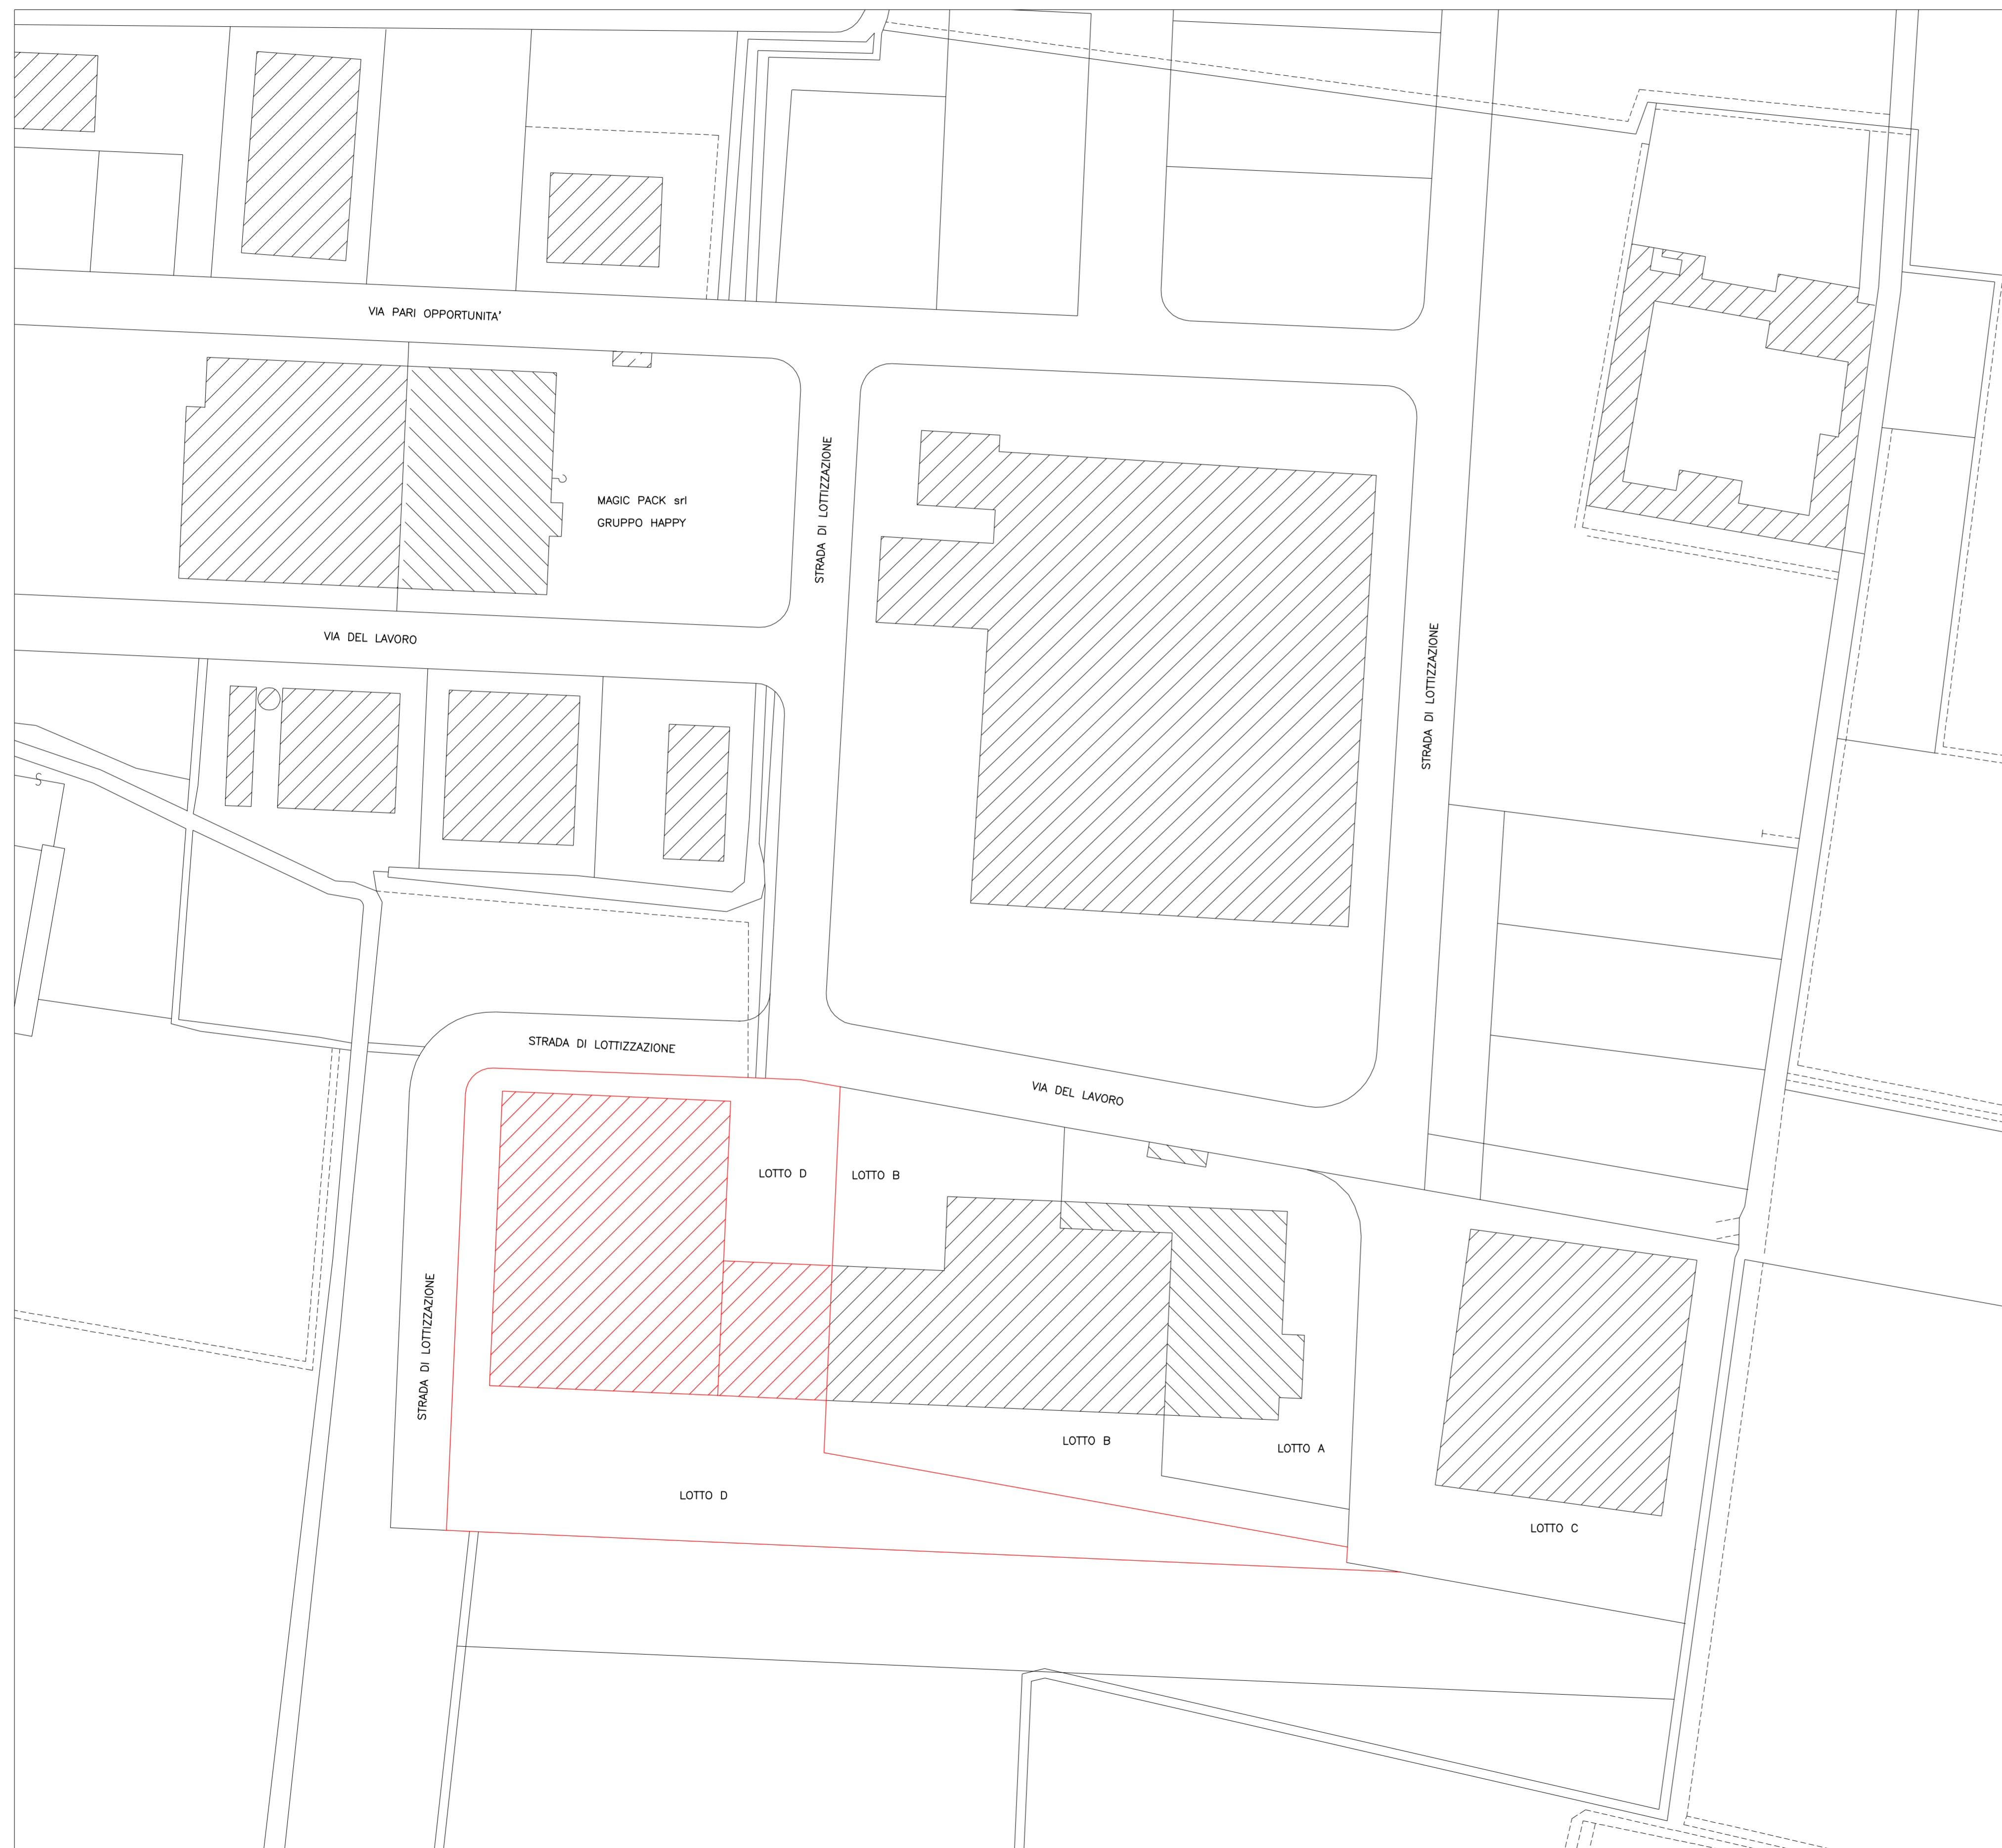 VIA PARI OPPORTUNITA'
STRADA DI LOTTIZZAZIONE
MAGIC PACK srl
GRUPPO HAPPY
VIA DEL LAVORO
STRADA DI LOTTIZZAZIONE
STRADA DI LOTTIZZAZIONE
VIA DEL LAVORO
LOTTO D
LOTTO B
STRADA DI LOTTIZZAZIONE
LOTTO B
LOTTO A
LOTTO D
LOTTO C